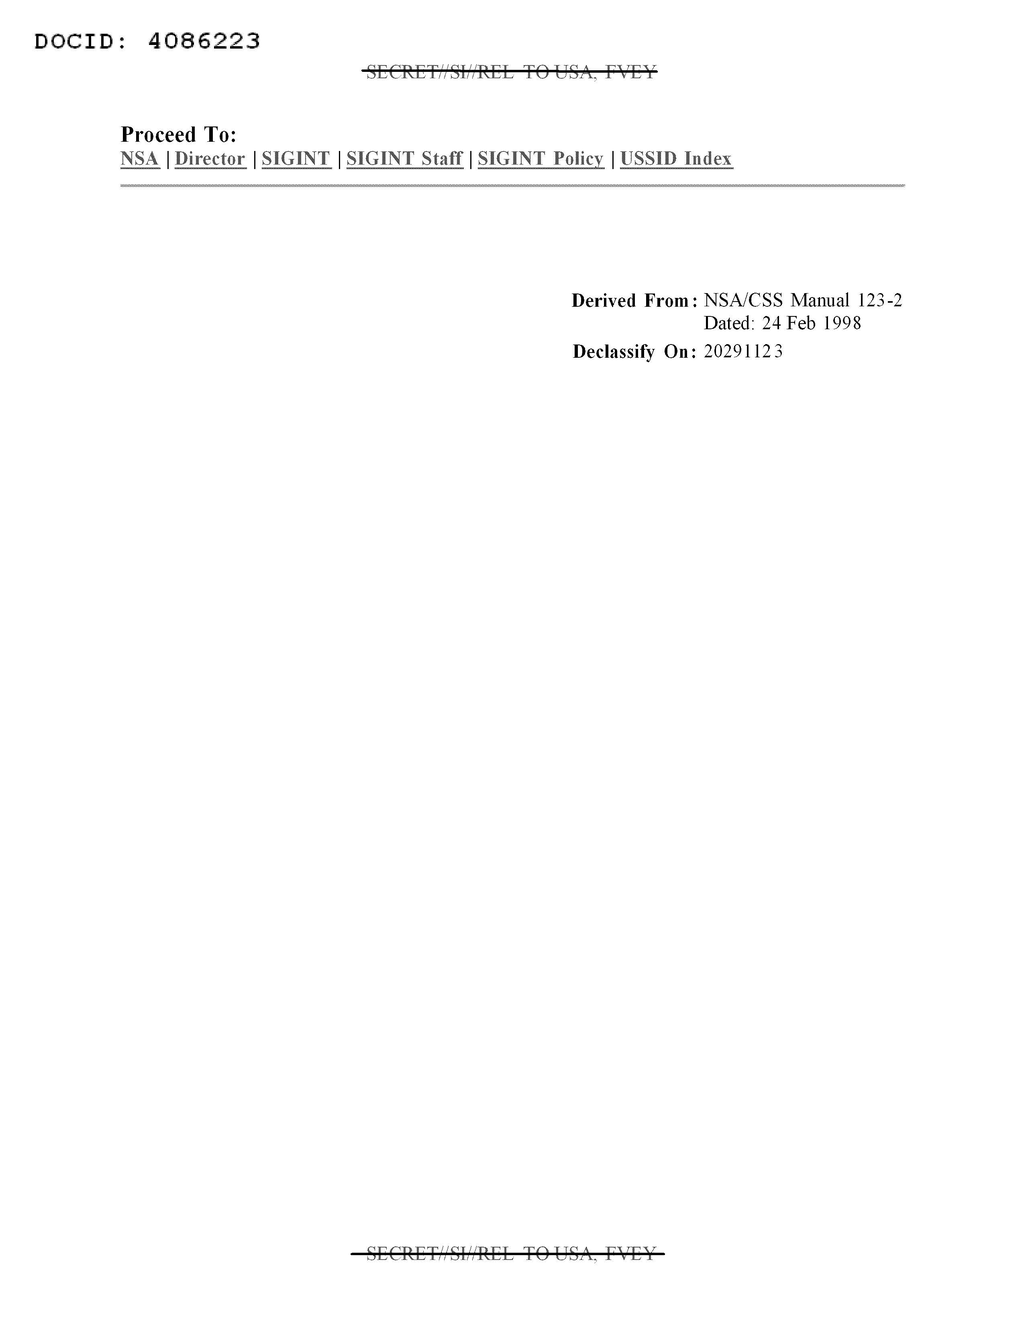 DOCID: 4086223
SECRET//SI//REL TO USA, FVEY
Proceed To:
NSA | Director | SIGINT | SIGINT Staff | SIGINT Policy | USSID Index
Derived From: NSA/CSS Manual 123-2
Dated: 24 Feb 1998
Declassify On: 20291123
SECRET//SI//REL TO USA, FVEY